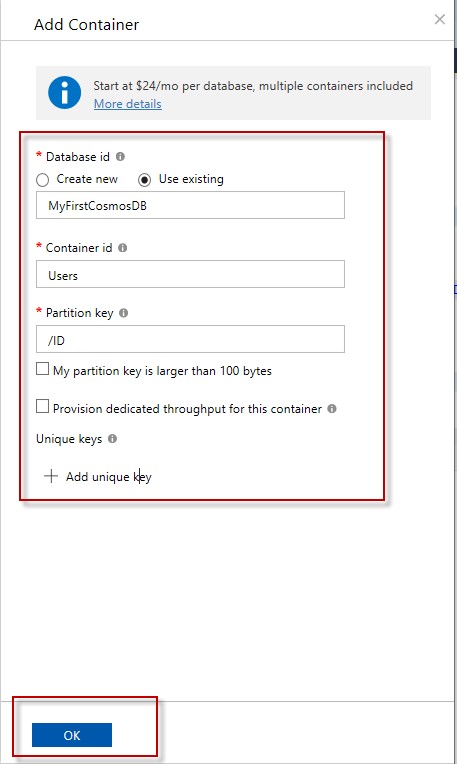 Add Container
Start at $24/mo per database, multiple containers included
More details
* Database id
Create new Use existing
MyFirstCosmosDB
* Container id
Users
* Partition key
/ID
My partition key is larger than 100 bytes
Provision dedicated throughput for this container
Unique keys
+ Add unique key
OK